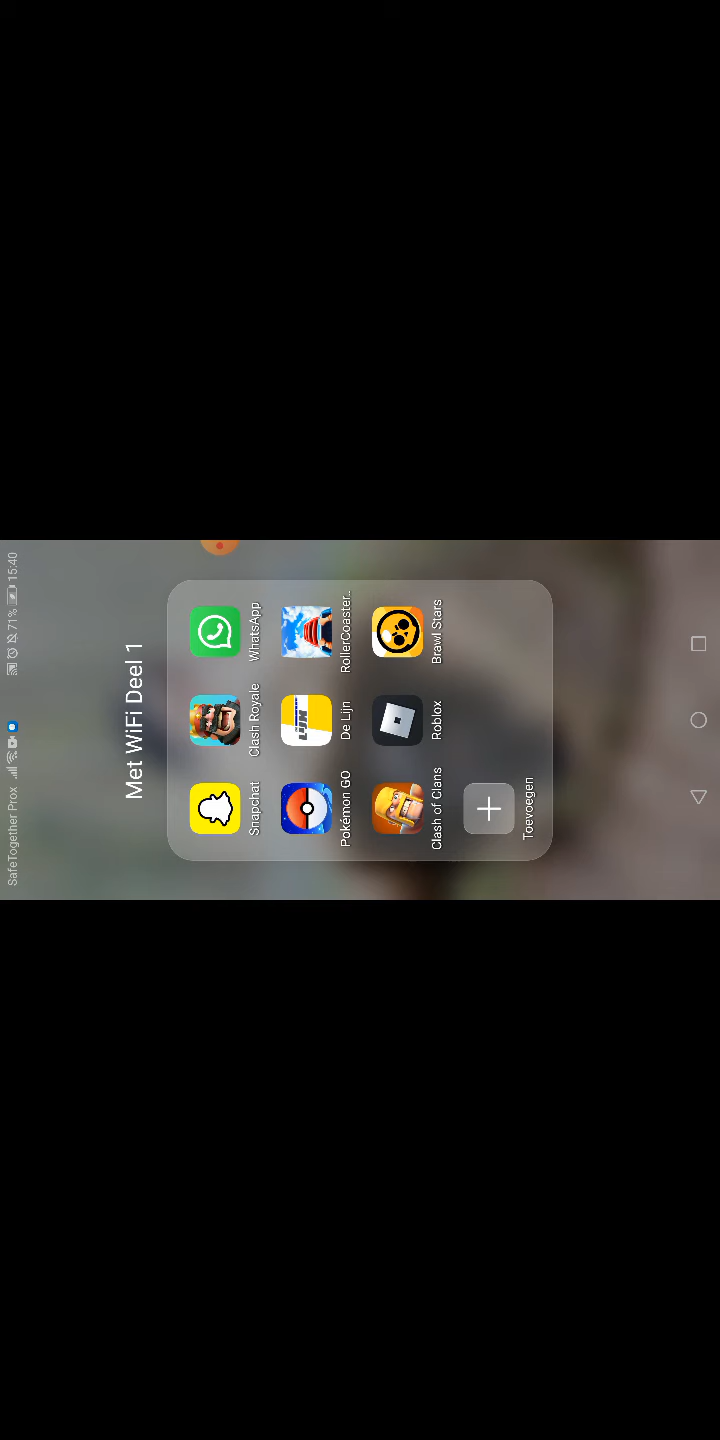 SafeTogether Prox 71% 15:40
Met WiFi Deel 1
Snapchat Clash Royale WhatsApp
LIJN
Pokémon GO De Lijn RollerCoaster..
Clash of Clans Roblox Brawl Stars
Toevoegen